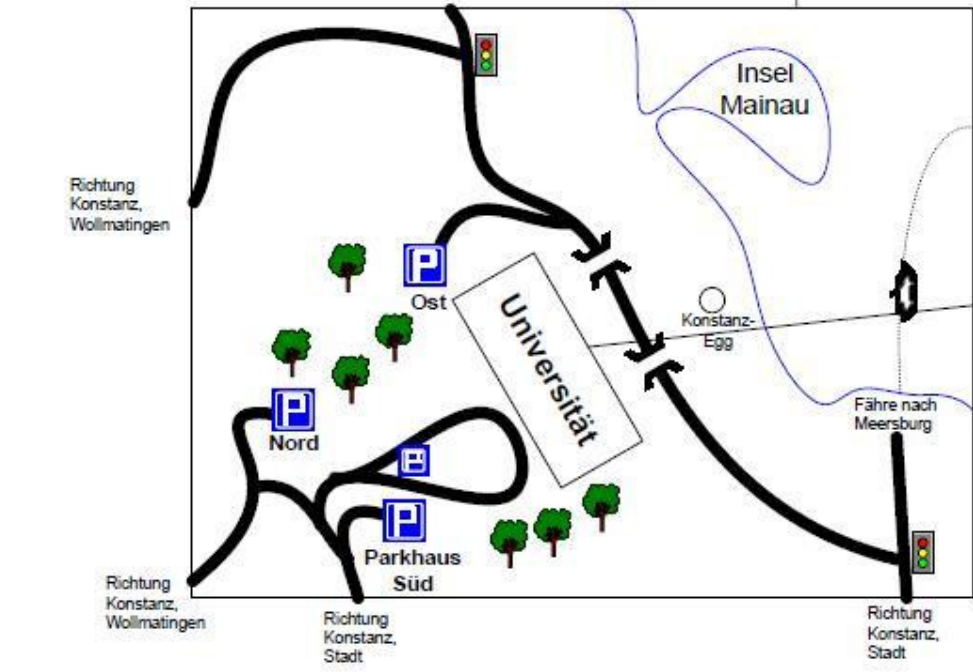 Insel
Mainau
Richtung
Konstanz,
Wollmatingen
P
Ost
Universität
Konstanz-
Egg
P
Nord
Fähre nach
Meersburg
P
P
Parkhaus
Süd
Richtung
Konstanz,
Wollmatingen
Richtung
Konstanz,
Stadt
Richtung
Konstanz,
Stadt